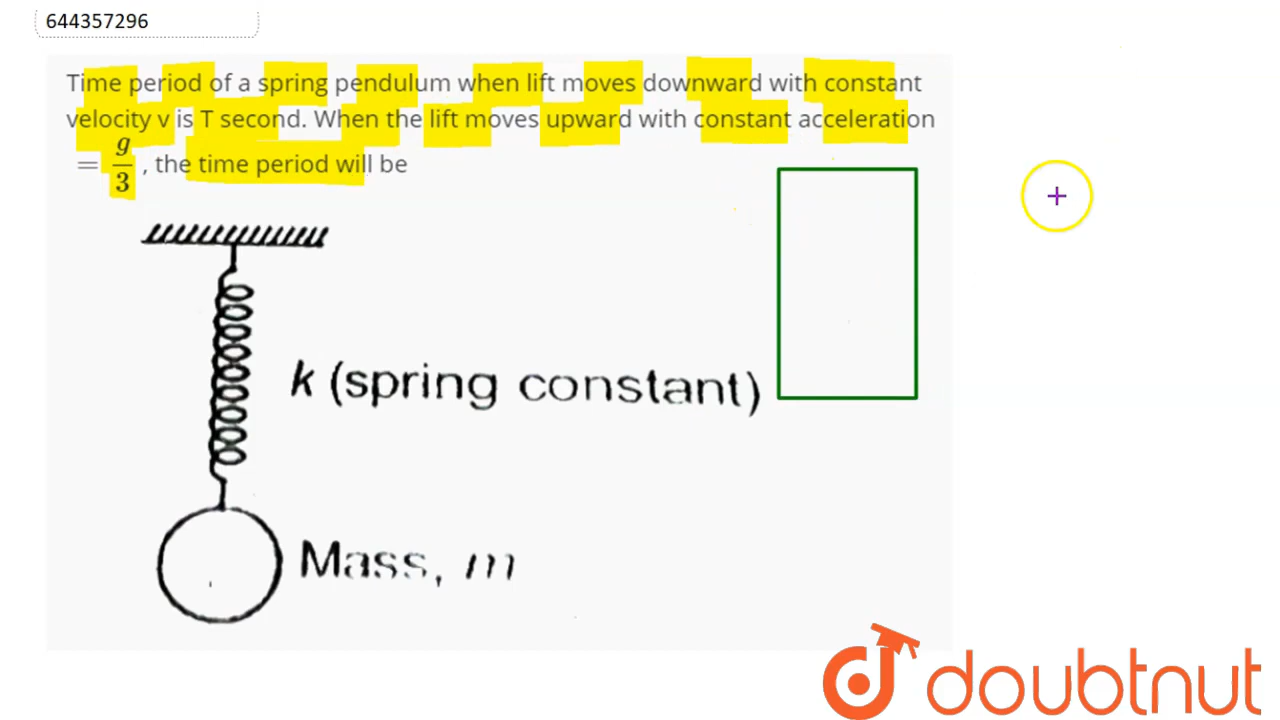 644357296
Time period of a spring pendulum when lift moves downward with constant
velocity v is T second. When the lift moves upward with constant acceleration
= g/3 , the time period will be
k (spring constant)
Mass, m
doubtnut